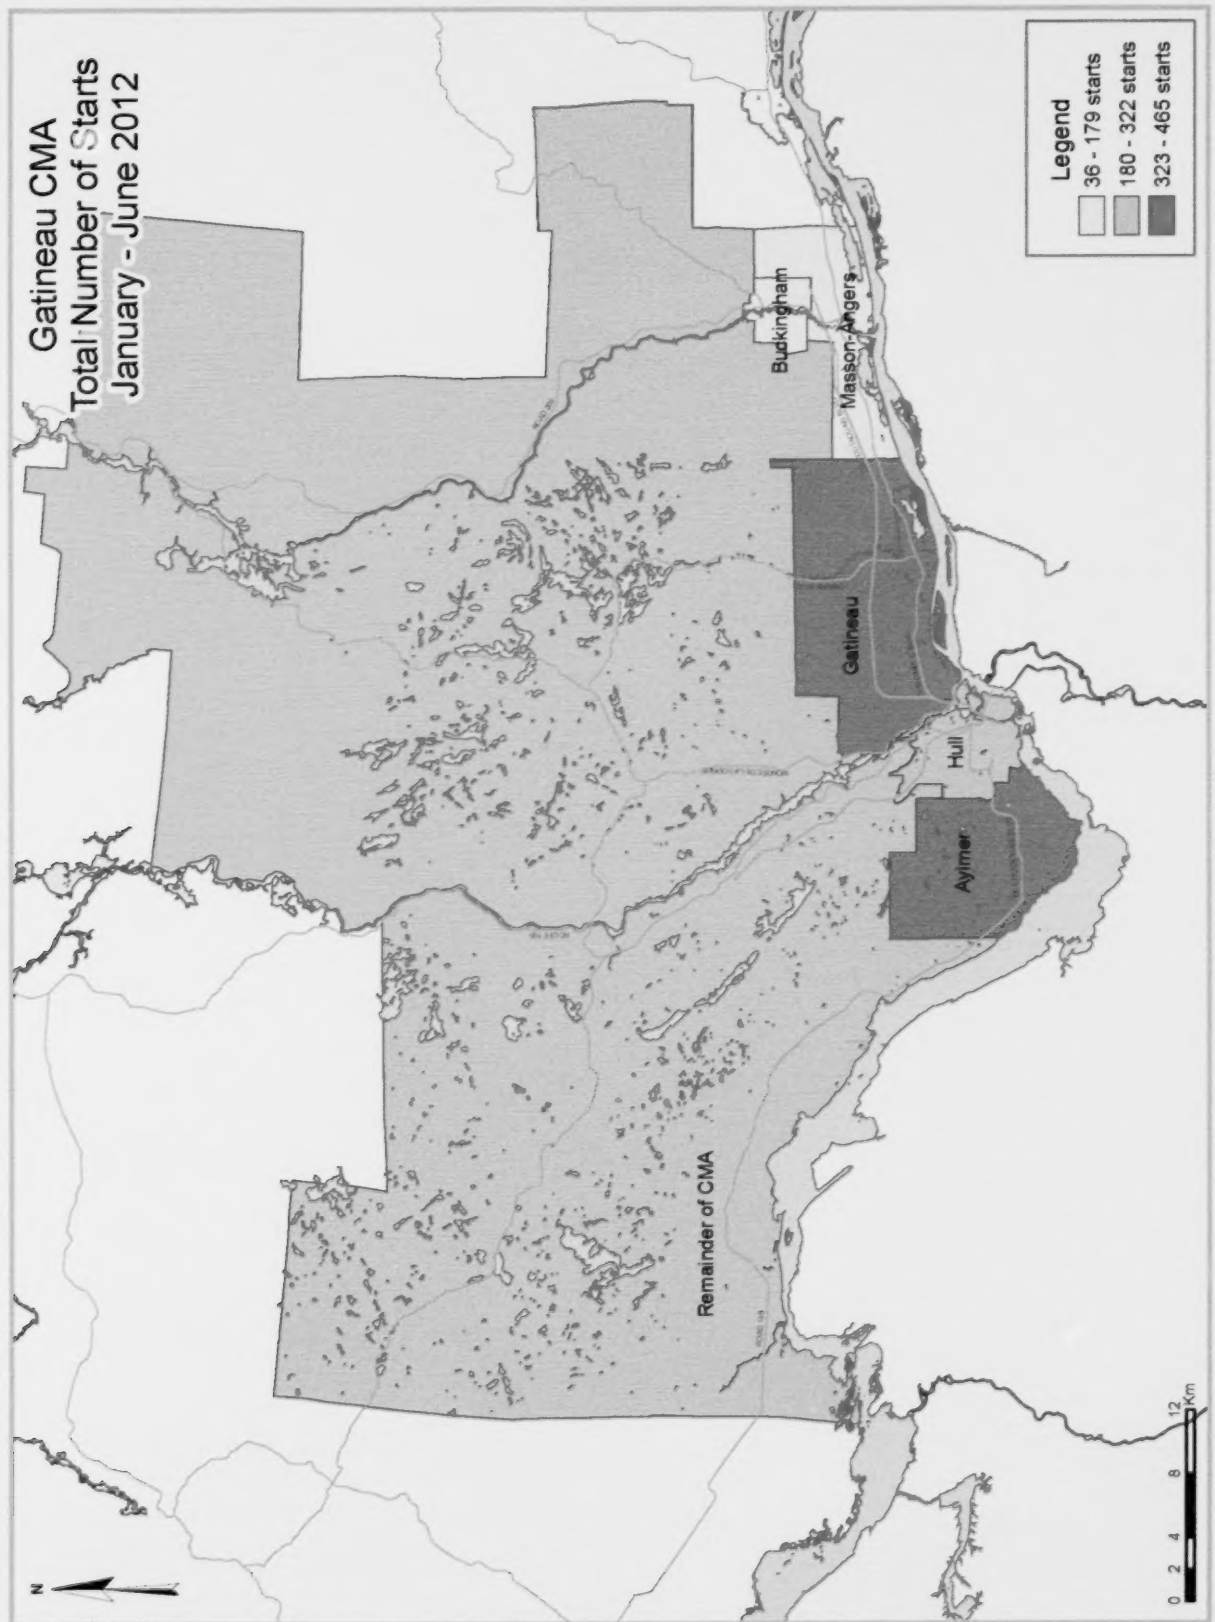 Gatineau CMA
Total Number of Starts
January - June 2012
N
Buckingham
Masson-Angers
Gatineau
Hull
Aylmer
Remainder of CMA
Legend
36 - 179 starts
180 - 322 starts
323 - 465 starts
0 2 4 8 12
Km